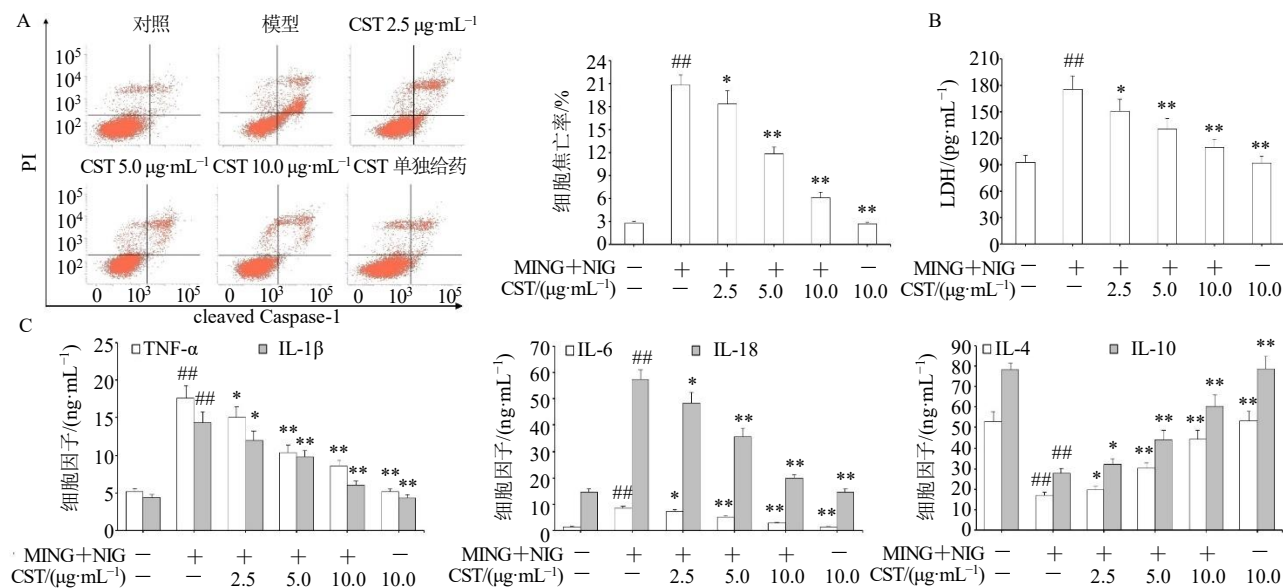 A
对照 模型 CST 2.5 μg·mL⁻¹
10⁵
10⁴
10³
10²
CST 5.0 μg·mL⁻¹ CST 10.0 μg·mL⁻¹ CST 单独给药
10⁵
10⁴
10³
10²
PI
0 10³ 10⁵ 0 10³ 10⁵ 0 10³ 10⁵
cleaved Caspase-1
细胞焦亡率/%
24
21
18
15
12
9
6
3
0
## * ** ** **
MING+NIG － + + + + －
CST/(μg·mL⁻¹) － － 2.5 5.0 10.0 10.0
B
LDH/(pg·mL⁻¹)
210
180
150
120
90
60
30
0
## * ** ** **
MING+NIG － + + + + －
CST/(μg·mL⁻¹) － － 2.5 5.0 10.0 10.0
C
细胞因子/(ng·mL⁻¹)
TNF-α IL-1β
25
20
15
10
5
0
## ## * * ** ** ** ** ** **
MING+NIG － + + + + －
CST/(μg·mL⁻¹) － － 2.5 5.0 10.0 10.0
细胞因子/(ng·mL⁻¹)
IL-6 IL-18
70
60
50
40
30
20
10
0
## ## * * ** ** ** ** ** **
MING+NIG － + + + + －
CST/(μg·mL⁻¹) － － 2.5 5.0 10.0 10.0
细胞因子/(ng·mL⁻¹)
IL-4 IL-10
90
80
70
60
50
40
30
20
10
0
## ## * * ** ** ** ** ** **
MING+NIG － + + + + －
CST/(μg·mL⁻¹) － － 2.5 5.0 10.0 10.0